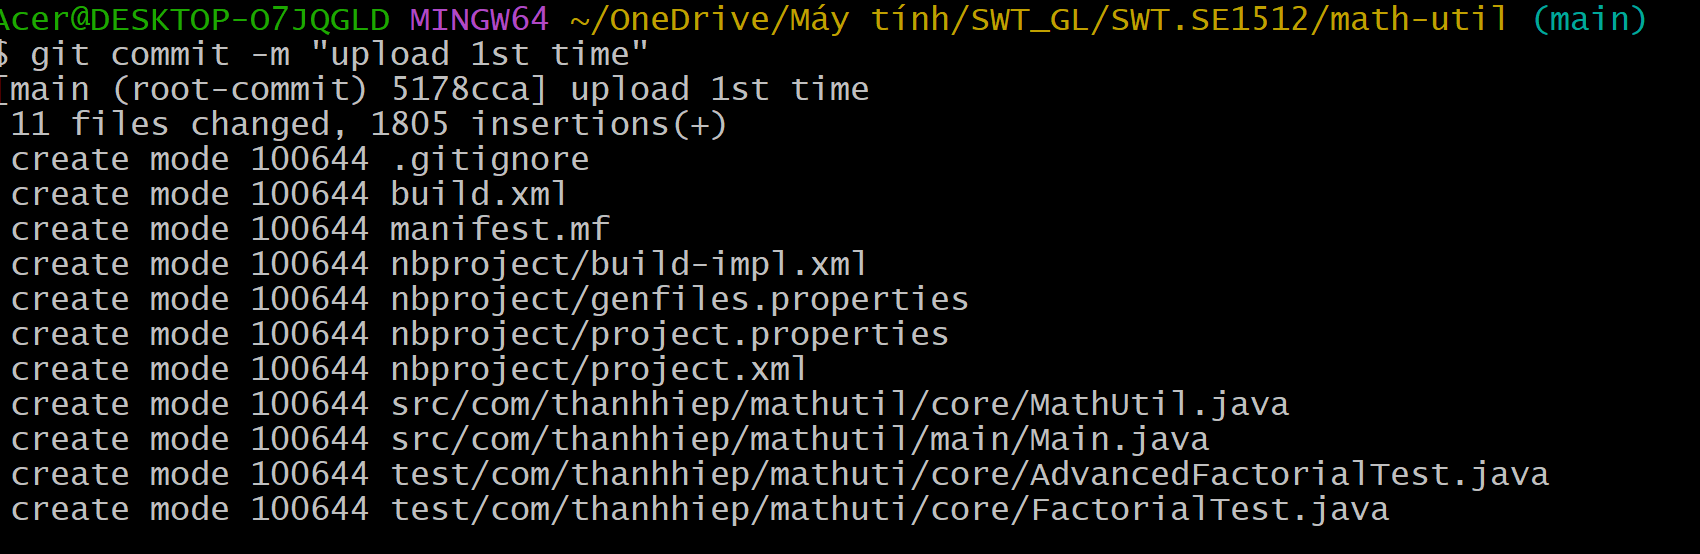 Acer@DESKTOP-O7JQGLD MINGW64 ~/OneDrive/Máy tính/SWT_GL/SWT.SE1512/math-util (main)
$ git commit -m "upload 1st time"
[main (root-commit) 5178cca] upload 1st time
 11 files changed, 1805 insertions(+)
 create mode 100644 .gitignore
 create mode 100644 build.xml
 create mode 100644 manifest.mf
 create mode 100644 nbproject/build-impl.xml
 create mode 100644 nbproject/genfiles.properties
 create mode 100644 nbproject/project.properties
 create mode 100644 nbproject/project.xml
 create mode 100644 src/com/thanhhiep/mathutil/core/MathUtil.java
 create mode 100644 src/com/thanhhiep/mathutil/main/Main.java
 create mode 100644 test/com/thanhhiep/mathuti/core/AdvancedFactorialTest.java
 create mode 100644 test/com/thanhhiep/mathuti/core/FactorialTest.java